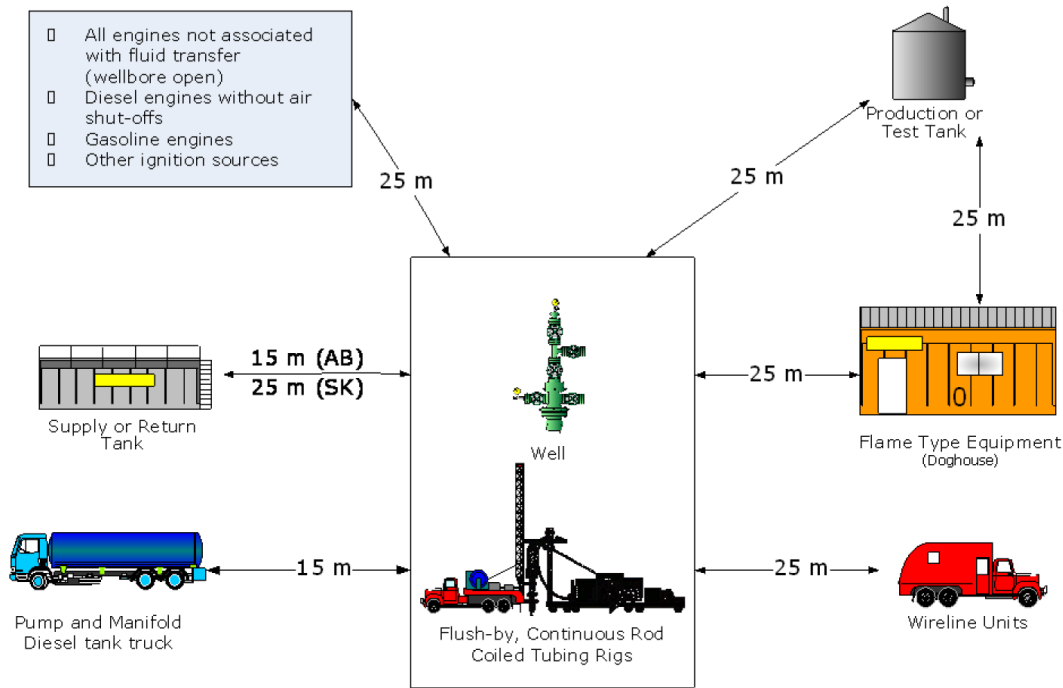 All engines not associated
with fluid transfer
(wellbore open)
Diesel engines without air
shut-offs
Gasoline engines
Other ignition sources
Production or
Test Tank
25 m
25 m
25 m
15 m (AB)
25 m (SK)
25 m
Supply or Return
Tank
Well
0
Flame Type Equipment
(Doghouse)
15 m
25 m
Pump and Manifold
Diesel tank truck
Flush-by, Continuous Rod
Coiled Tubing Rigs
Wireline Units